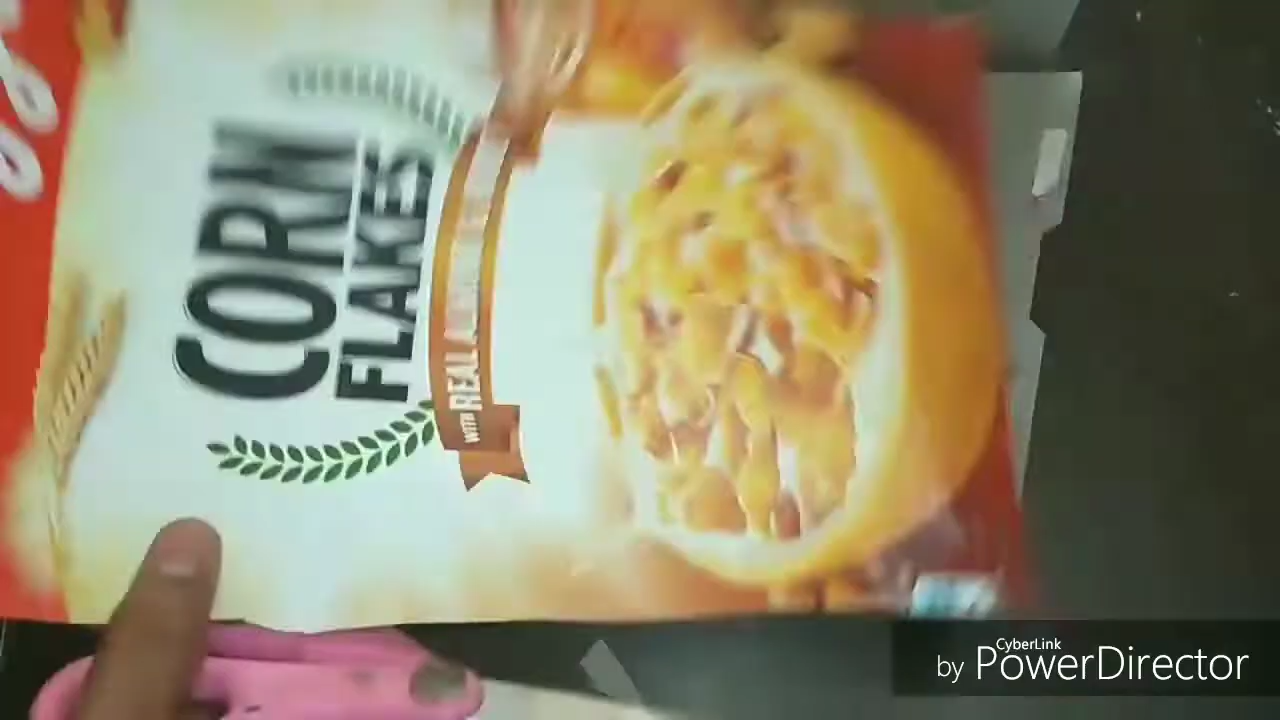 CORN
FLAKES
WITH REAL
CyberLink
by PowerDirector